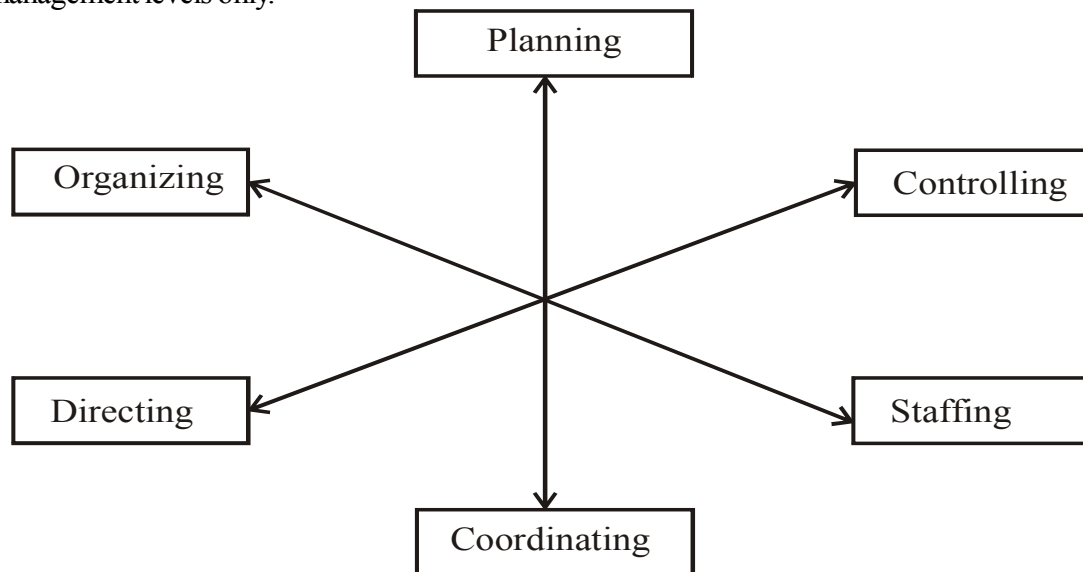 management levels only.
Planning
Organizing
Controlling
Directing
Staffing
Coordinating